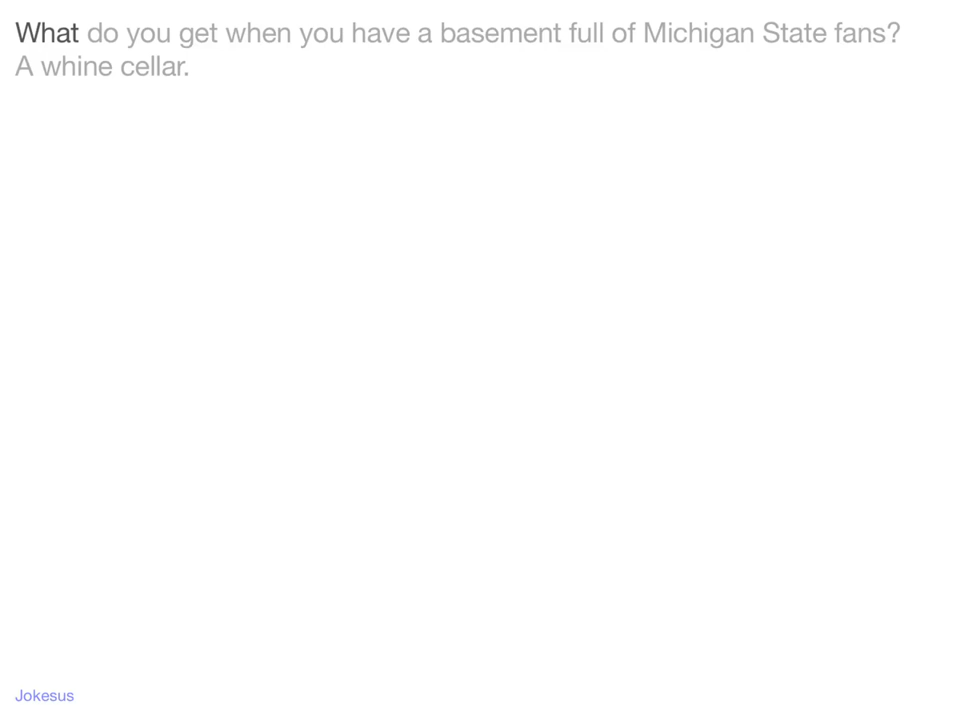 What do you get when you have a basement full of Michigan State fans?
A whine cellar.
Jokesus